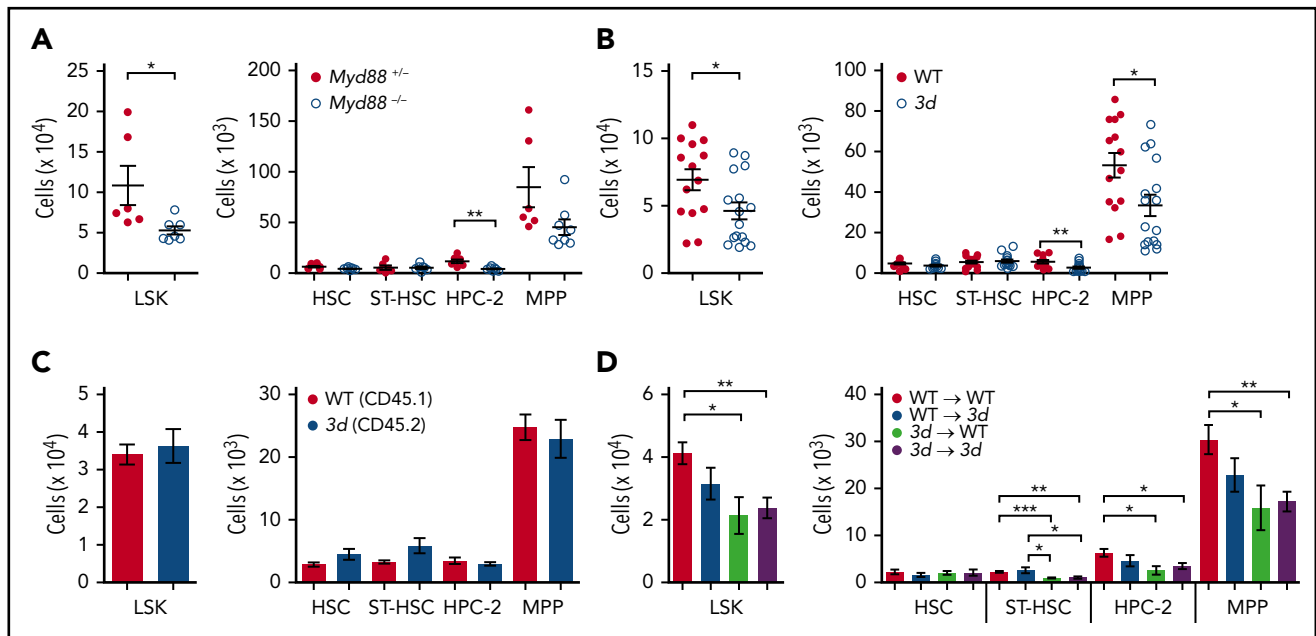 A
Cells (x 10⁴)
25
20
15
10
5
0
*
LSK
Cells (x 10³)
200
150
100
50
0
Myd88 +/−
Myd88 −/−
**
HSC ST-HSC HPC-2 MPP
B
Cells (x 10⁴)
15
10
5
0
*
LSK
Cells (x 10³)
100
80
60
40
20
0
WT
3d
**
*
HSC ST-HSC HPC-2 MPP
C
Cells (x 10⁴)
5
4
3
2
1
0
LSK
Cells (x 10³)
30
20
10
0
WT (CD45.1)
3d (CD45.2)
HSC ST-HSC HPC-2 MPP
D
Cells (x 10⁴)
6
4
2
0
**
*
LSK
Cells (x 10³)
40
30
20
10
0
WT → WT
WT → 3d
3d → WT
3d → 3d
**
***
*
*
*
*
**
*
HSC ST-HSC HPC-2 MPP